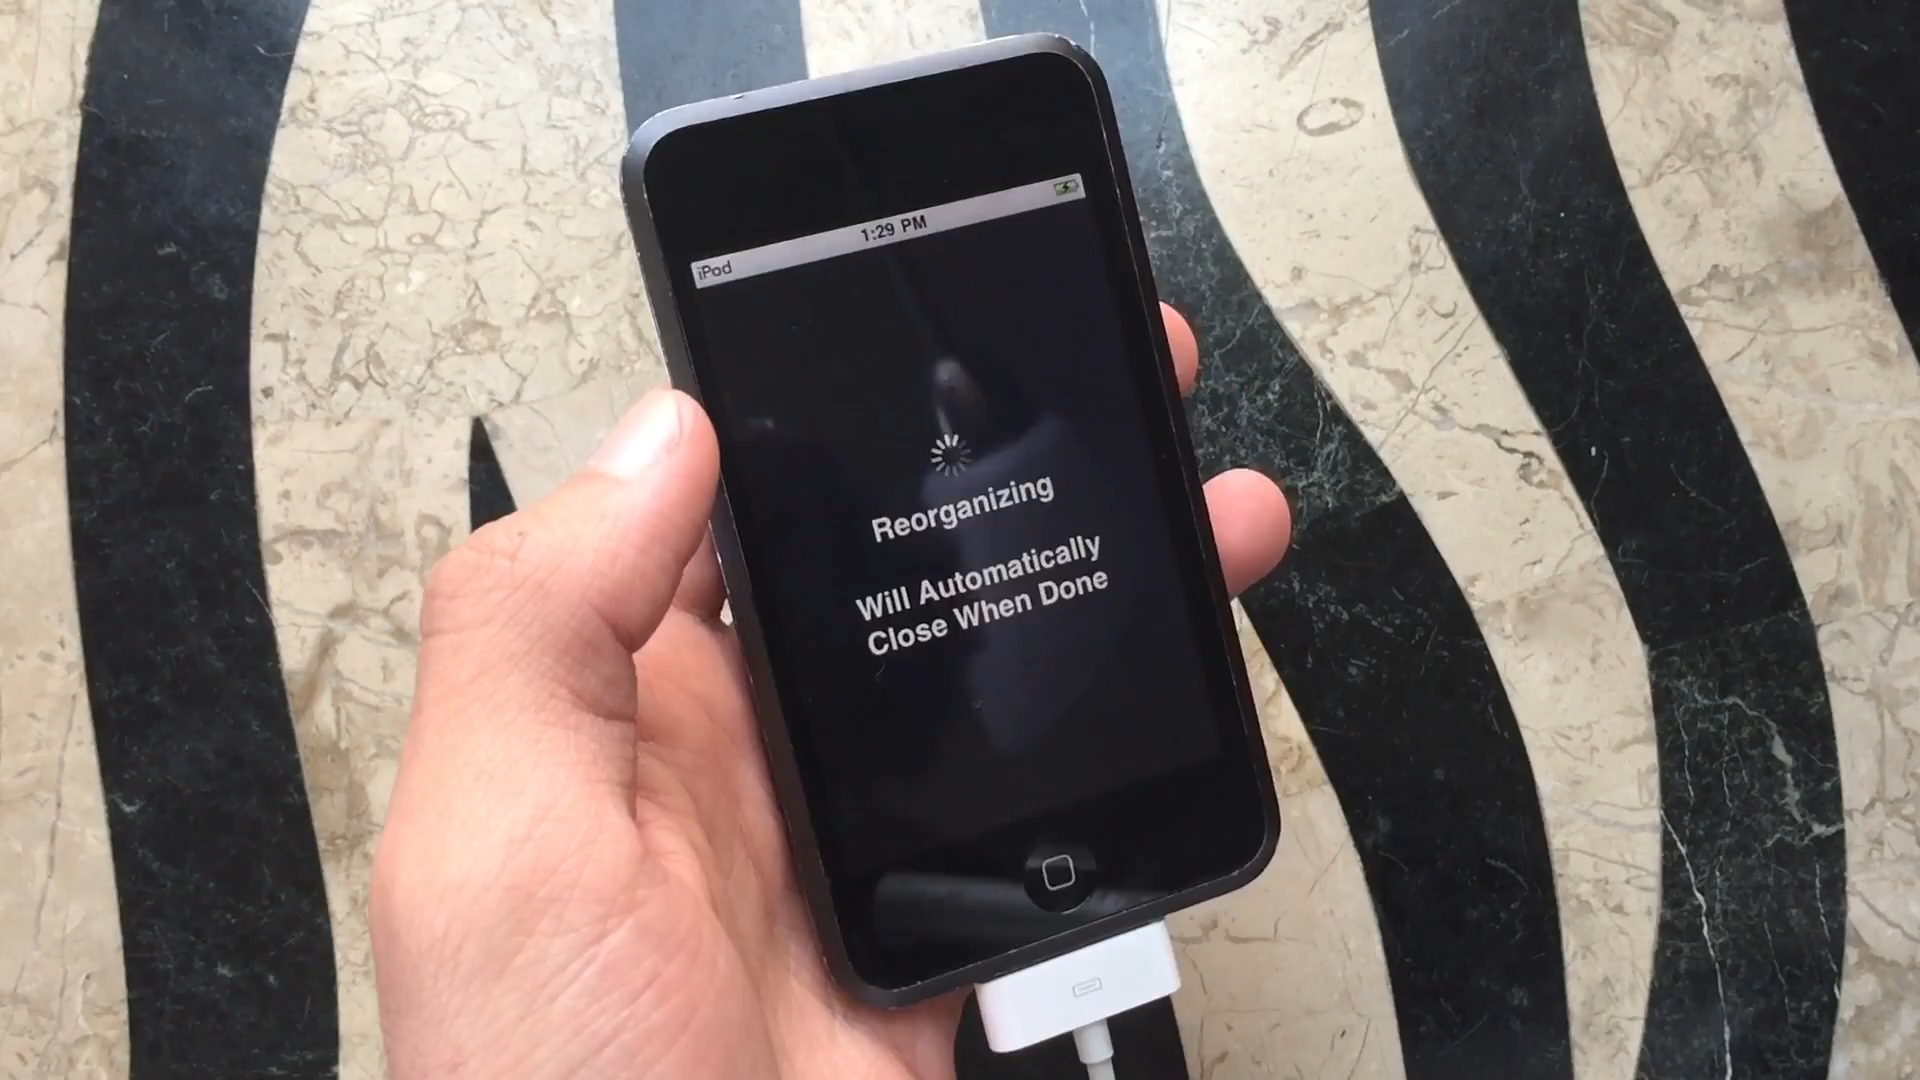 1:29 PM
iPod
Reorganizing
Will Automatically
Close When Done